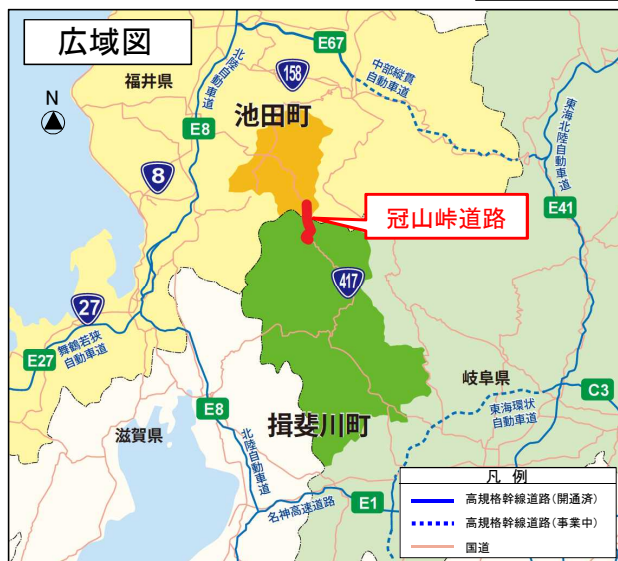 広域図
E67
中部縦貫
自動車道
158
北陸自動車道
福井県
N
池田町
E8
東海北陸自動車道
8
E41
冠山峠道路
417
27
舞鶴若狭
自動車道
E27
岐阜県
C3
E8
東海環状
自動車道
揖斐川町
滋賀県
北陸自動車道
名神高速道路
E1
凡 例
高規格幹線道路(開通済)
高規格幹線道路(事業中)
国道